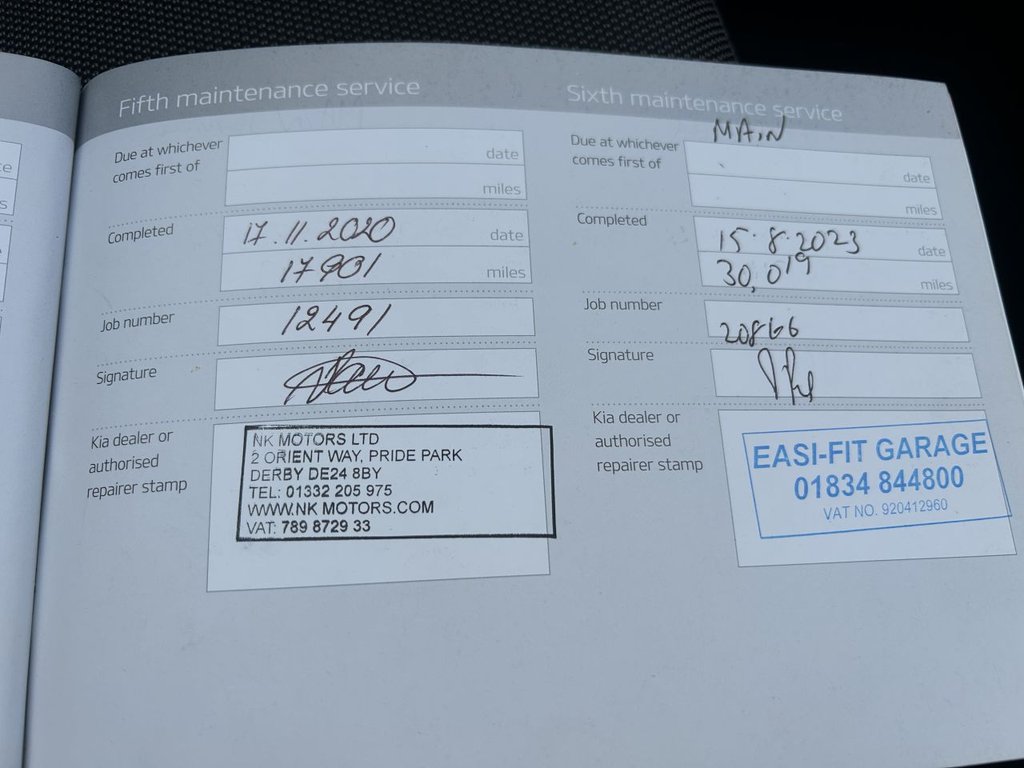 Fifth maintenance service
Due at whichever
comes first of
date
miles
Completed
17.11.2020 date
17901 miles
Job number
12491
Signature
Kia dealer or
authorised
repairer stamp
NK MOTORS LTD
2 ORIENT WAY, PRIDE PARK
DERBY DE24 8BY
TEL: 01332 205 975
WWW.NK MOTORS.COM
VAT: 789 8729 33
Sixth maintenance service
MAIN
Due at whichever
comes first of
date
miles
Completed
15.8.2023 date
30,019 miles
Job number
20866
Signature
Kia dealer or
authorised
repairer stamp
EASI-FIT GARAGE
01834 844800
VAT NO. 920412960